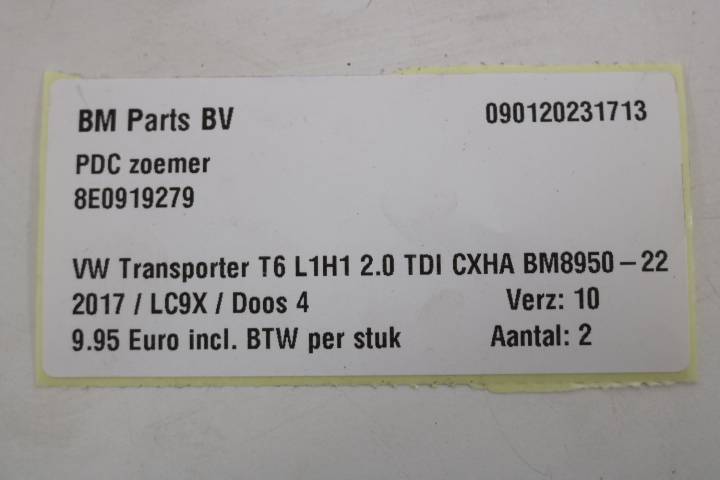 BM Parts BV 090120231713
PDC zoemer
8E0919279
VW Transporter T6 L1H1 2.0 TDI CXHA BM8950-22
2017 / LC9X / Doos 4 Verz: 10
9.95 Euro incl. BTW per stuk Aantal: 2